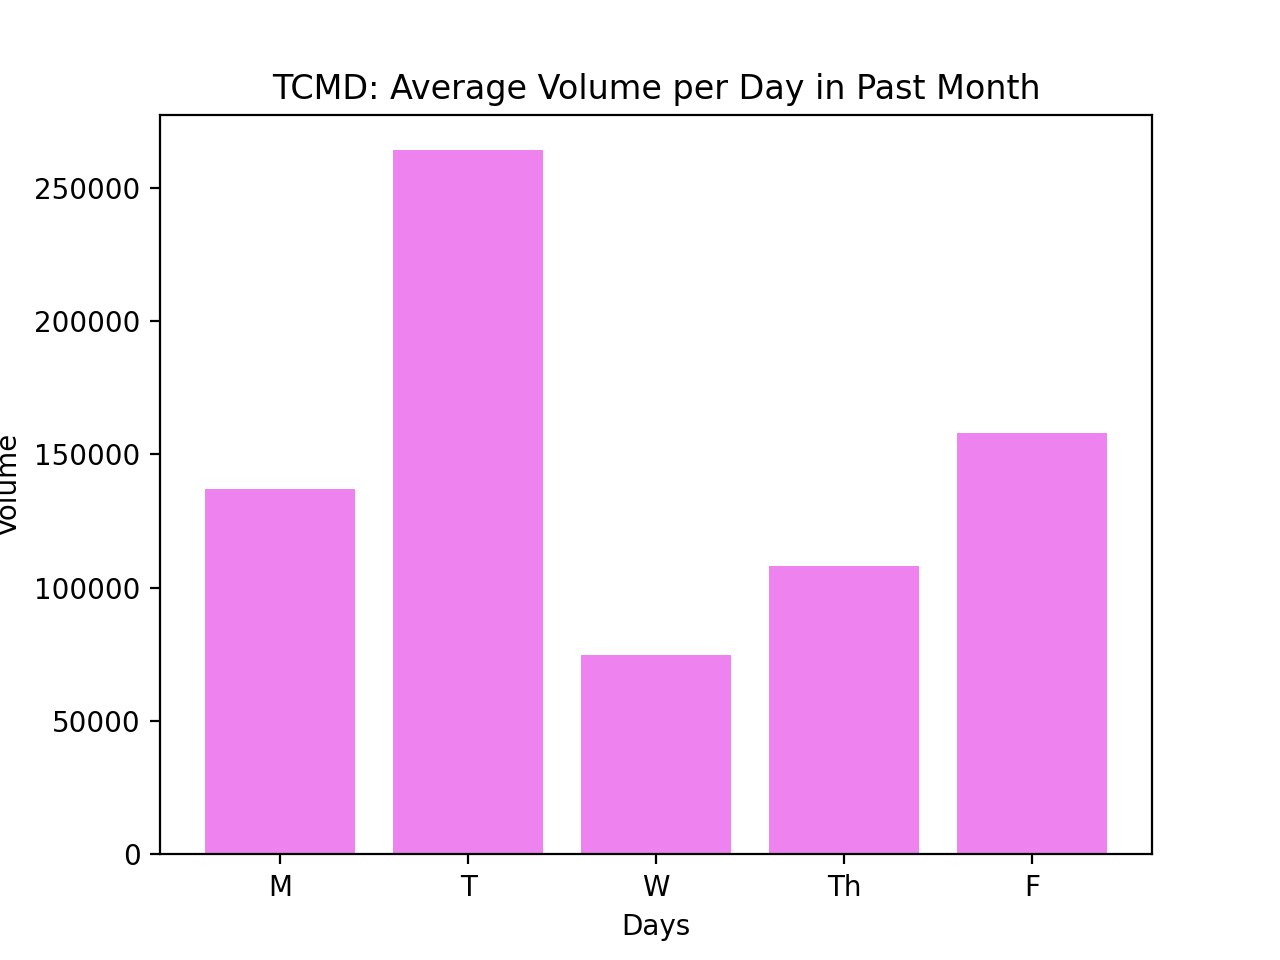 TCMD: Average Volume per Day in Past Month
250000
200000
150000
100000
50000
0
Volume
M T W Th F
Days